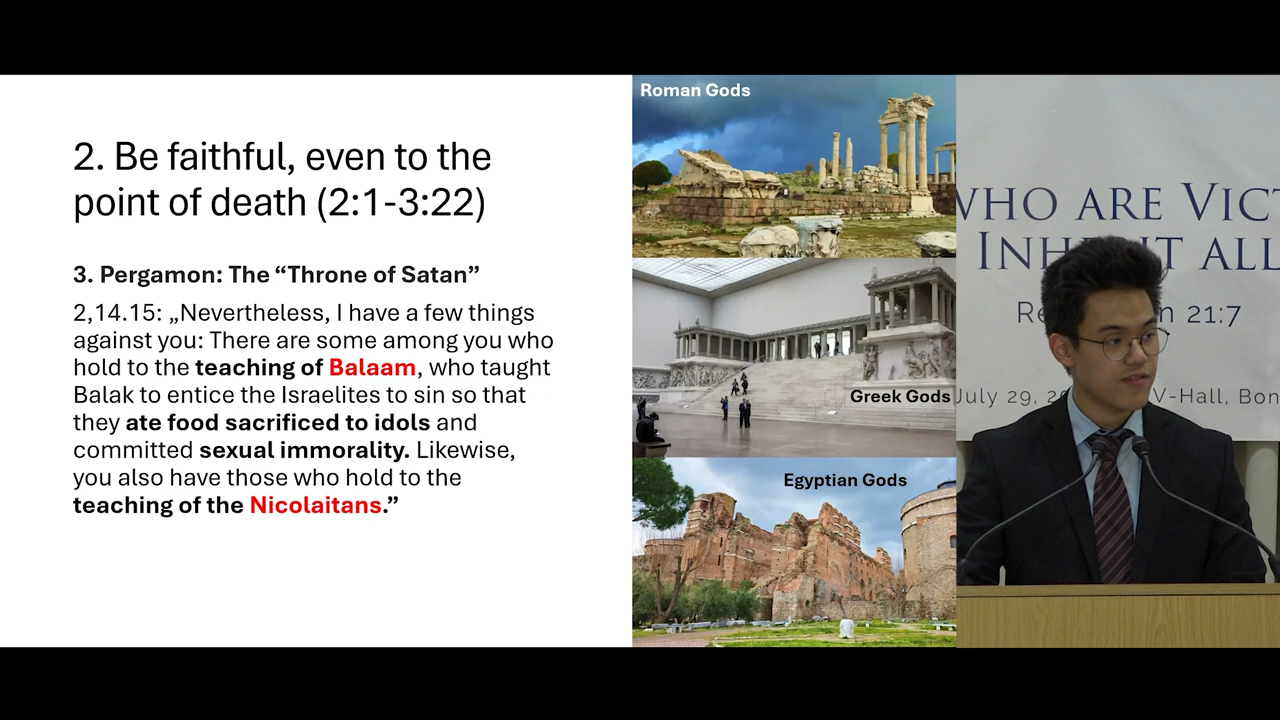 2. Be faithful, even to the
point of death (2:1-3:22)
3. Pergamon: The “Throne of Satan”
2,14.15: „Nevertheless, I have a few things
against you: There are some among you who
hold to the teaching of Balaam, who taught
Balak to entice the Israelites to sin so that
they ate food sacrificed to idols and
committed sexual immorality. Likewise,
you also have those who hold to the
teaching of the Nicolaitans.”
Roman Gods
Greek Gods
Egyptian Gods
WHO ARE VICT
INHERIT ALL
n 21:7
July 29, 20 V-Hall, Bon